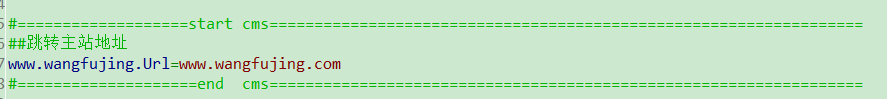 #===================start cms==================================================================
##跳转主站地址
www.wangfujing.Url=www.wangfujing.com
#====================end  cms==================================================================